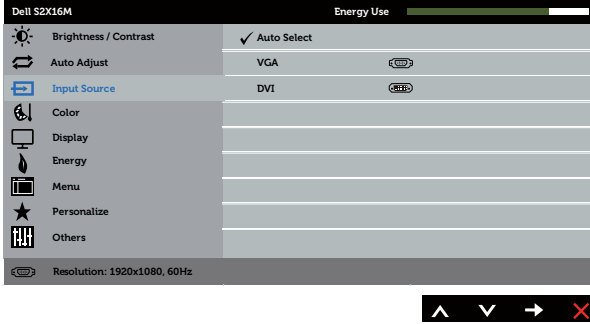 Dell S2X16M
Energy Use
Brightness / Contrast
Auto Select
Auto Adjust
VGA
Input Source
DVI
Color
Display
Energy
Menu
Personalize
Others
Resolution: 1920x1080, 60Hz